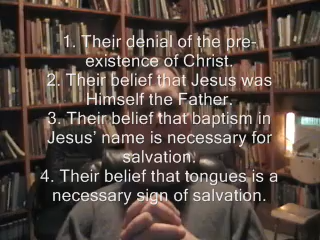 1. Their denial of the pre-
existence of Christ.
2. Their belief that Jesus was
Himself the Father.
3. Their belief that baptism in
Jesus’ name is necessary for
salvation.
4. Their belief that tongues is a
necessary sign of salvation.